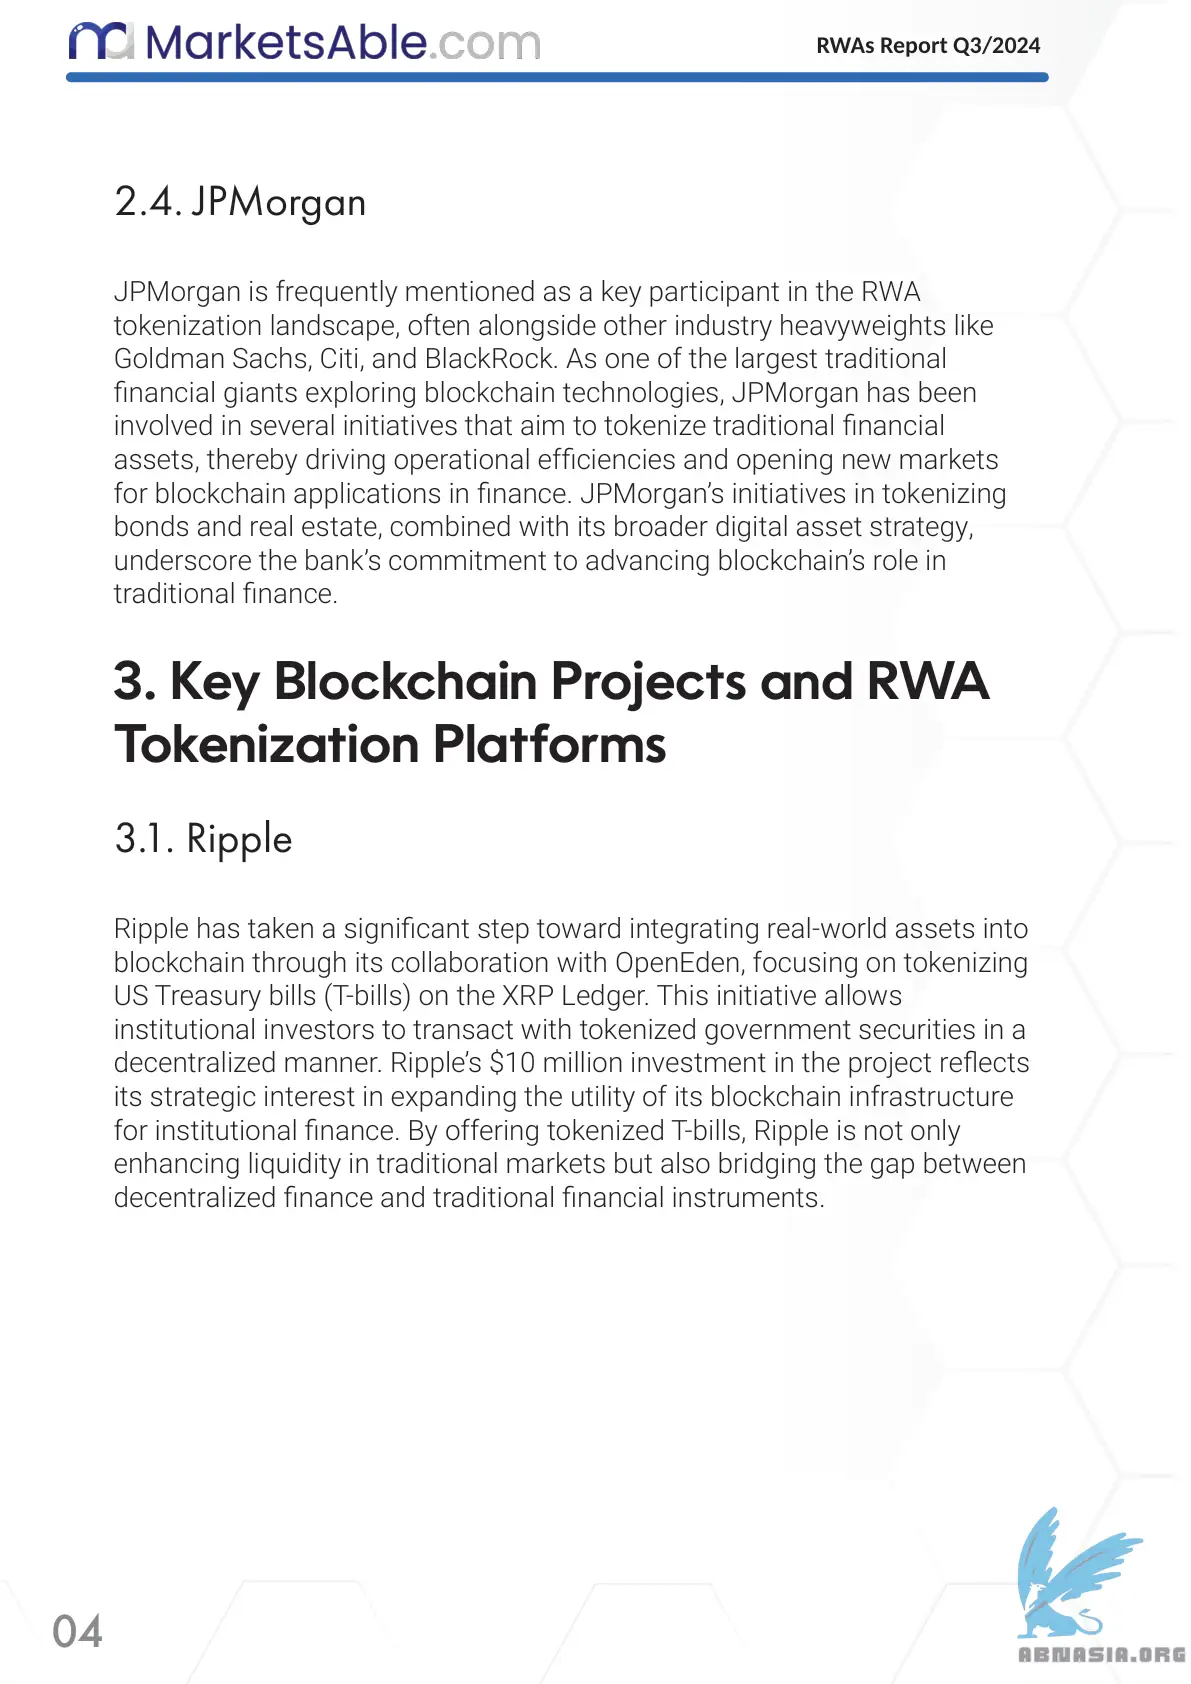 MarketsAble.com
RWAs Report Q3/2024
2.4. JPMorgan
JPMorgan is frequently mentioned as a key participant in the RWA
tokenization landscape, often alongside other industry heavyweights like
Goldman Sachs, Citi, and BlackRock. As one of the largest traditional
financial giants exploring blockchain technologies, JPMorgan has been
involved in several initiatives that aim to tokenize traditional financial
assets, thereby driving operational efficiencies and opening new markets
for blockchain applications in finance. JPMorgan’s initiatives in tokenizing
bonds and real estate, combined with its broader digital asset strategy,
underscore the bank’s commitment to advancing blockchain’s role in
traditional finance.
3. Key Blockchain Projects and RWA
Tokenization Platforms
3.1. Ripple
Ripple has taken a significant step toward integrating real-world assets into
blockchain through its collaboration with OpenEden, focusing on tokenizing
US Treasury bills (T-bills) on the XRP Ledger. This initiative allows
institutional investors to transact with tokenized government securities in a
decentralized manner. Ripple’s $10 million investment in the project reflects
its strategic interest in expanding the utility of its blockchain infrastructure
for institutional finance. By offering tokenized T-bills, Ripple is not only
enhancing liquidity in traditional markets but also bridging the gap between
decentralized finance and traditional financial instruments.
04
ABNASIA.ORG